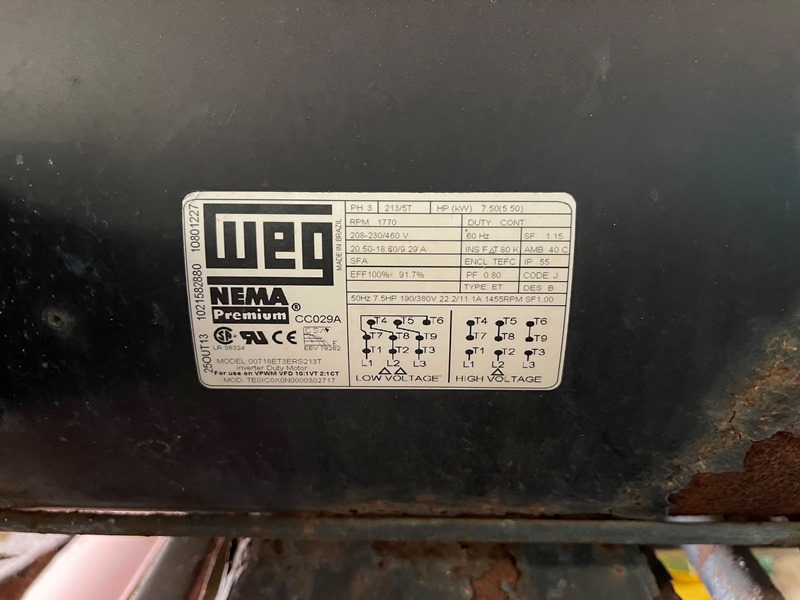 weg
MADE IN BRAZIL
NEMA
Premium®
CC029A
25OUT13 1021582880 10801227
LR 38324
EEV 78282
MODEL 00718ET3ERS213T
Inverter Duty Motor
For use on VPWM VFD 10:1VT 2:1CT
MOD. TE0IC0X0N0000302717
PH 3 213/5T HP (kW) 7.50(5.50)
RPM 1770 DUTY CONT
208-230/460 V 60 Hz SF 1.15
20.50-18.60/9.29 A INS F ΔT 80 K AMB 40 C
SFA ENCL TEFC IP 55
EFF100% 91.7% PF 0.80 CODE J
TYPE: ET DES B
50Hz 7.5HP 190/380V 22.2/11.1A 1455RPM SF1.00
T4 T5 T6 T4 T5 T6
T7 T8 T9 T7 T8 T9
T1 T2 T3 T1 T2 T3
L1 L2 L3 L1 L2 L3
LOW VOLTAGE HIGH VOLTAGE